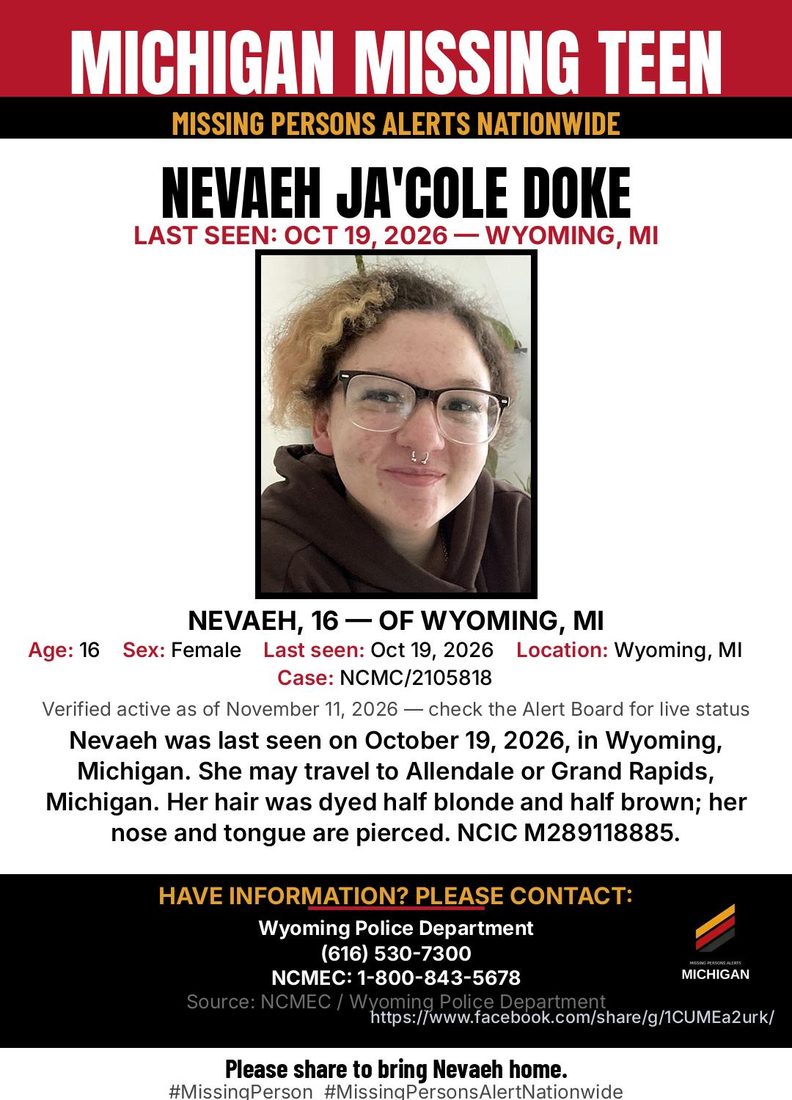 MICHIGAN MISSING TEEN
MISSING PERSONS ALERTS NATIONWIDE
NEVAEH JA'COLE DOKE
LAST SEEN: OCT 19, 2026 — WYOMING, MI
NEVAEH, 16 — OF WYOMING, MI
Age: 16 Sex: Female Last seen: Oct 19, 2026 Location: Wyoming, MI
Case: NCMC/2105818
Verified active as of November 11, 2026 — check the Alert Board for live status
Nevaeh was last seen on October 19, 2026, in Wyoming,
Michigan. She may travel to Allendale or Grand Rapids,
Michigan. Her hair was dyed half blonde and half brown; her
nose and tongue are pierced. NCIC M289118885.
HAVE INFORMATION? PLEASE CONTACT:
Wyoming Police Department
(616) 530-7300
NCMEC: 1-800-843-5678
Source: NCMEC / Wyoming Police Department
https://www.facebook.com/share/g/1CUMEa2urk/
MISSING PERSONS ALERTS
MICHIGAN
Please share to bring Nevaeh home.
#MissingPerson #MissingPersonsAlertNationwide